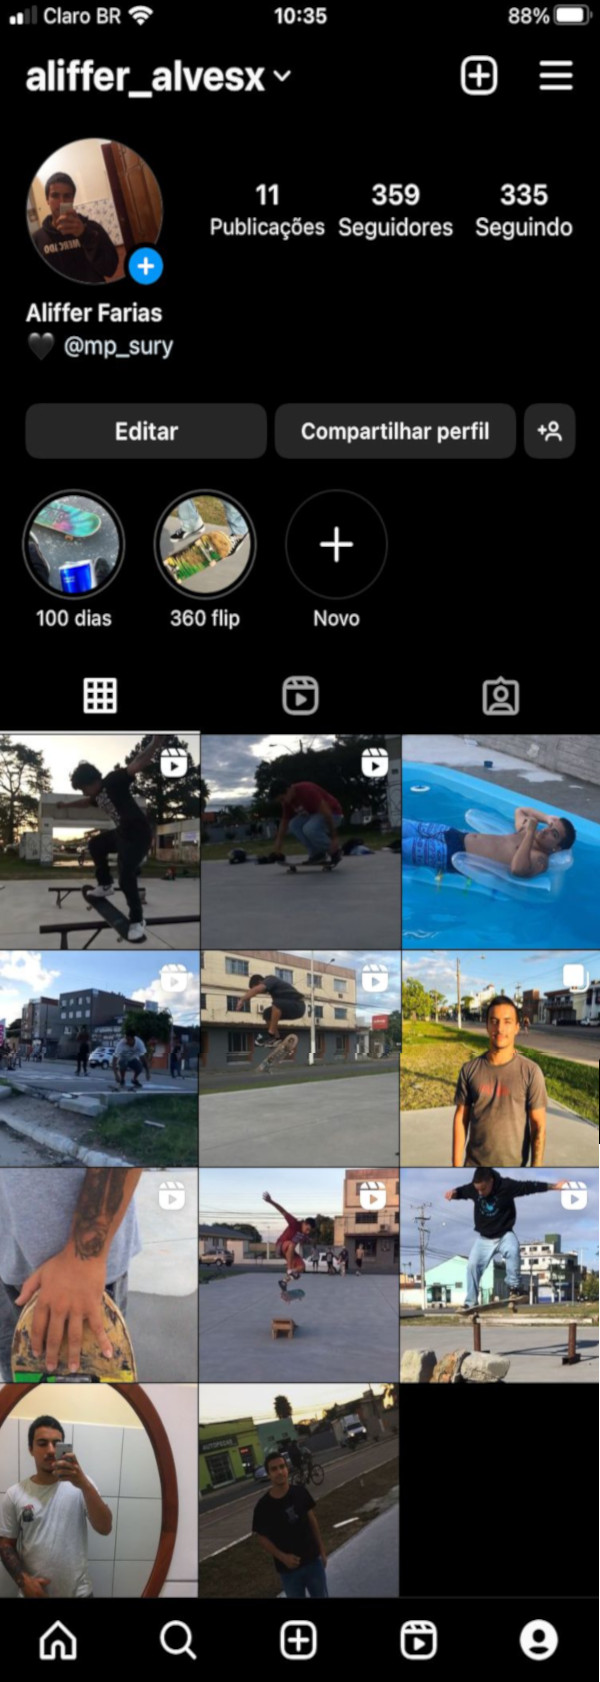 Claro BR 10:35 88%
aliffer_alvesx
11 359 335
Publicações Seguidores Seguindo
Aliffer Farias
🖤 @mp_sury
Editar Compartilhar perfil
100 dias 360 flip Novo
AUTOPEÇAS